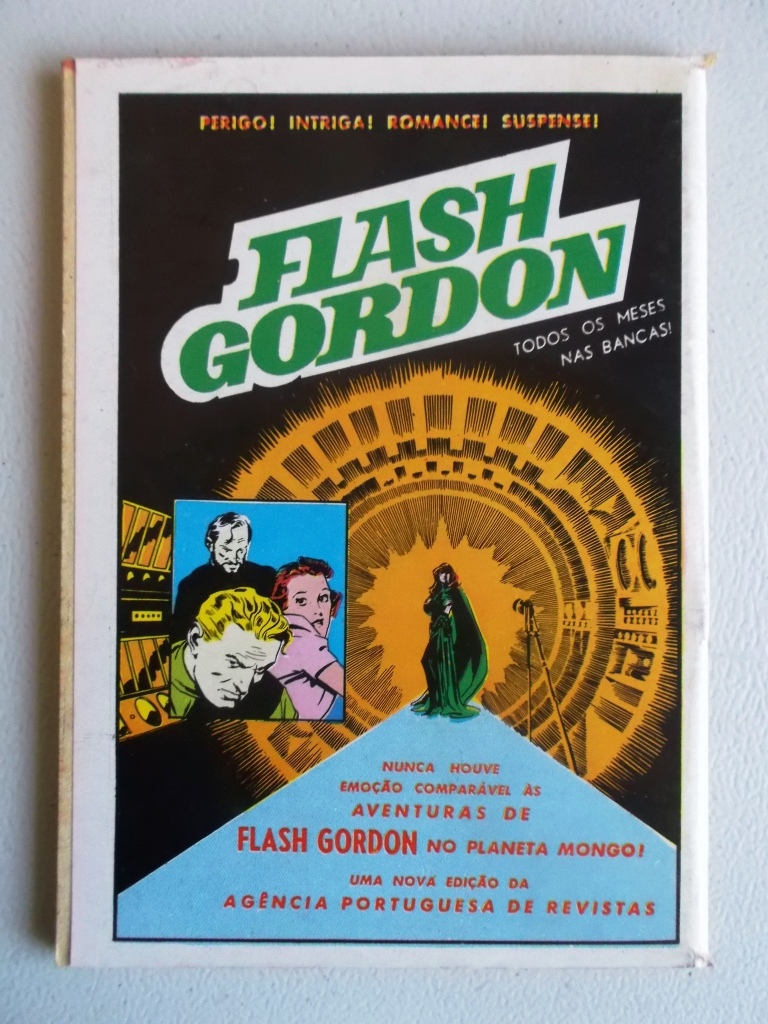 PERIGO! INTRIGA! ROMANCE! SUSPENSE!
FLASH
GORDON
TODOS OS MESES
NAS BANCAS!
NUNCA HOUVE
EMOÇÃO COMPARÁVEL ÀS
AVENTURAS DE
FLASH GORDON NO PLANETA MONGO!
UMA NOVA EDIÇÃO DA
AGÊNCIA PORTUGUESA DE REVISTAS